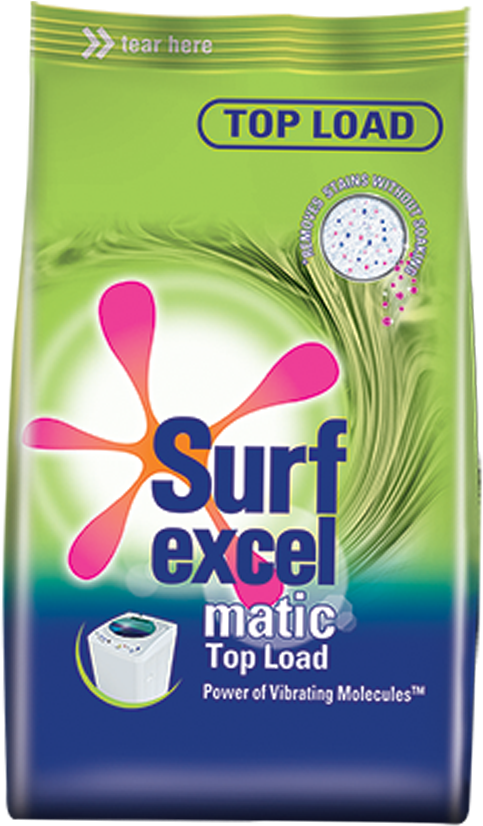 tear here
TOP LOAD
REMOVES STAINS WITHOUT SOAKING
Surf
excel
matic
Top Load
Power of Vibrating Molecules™